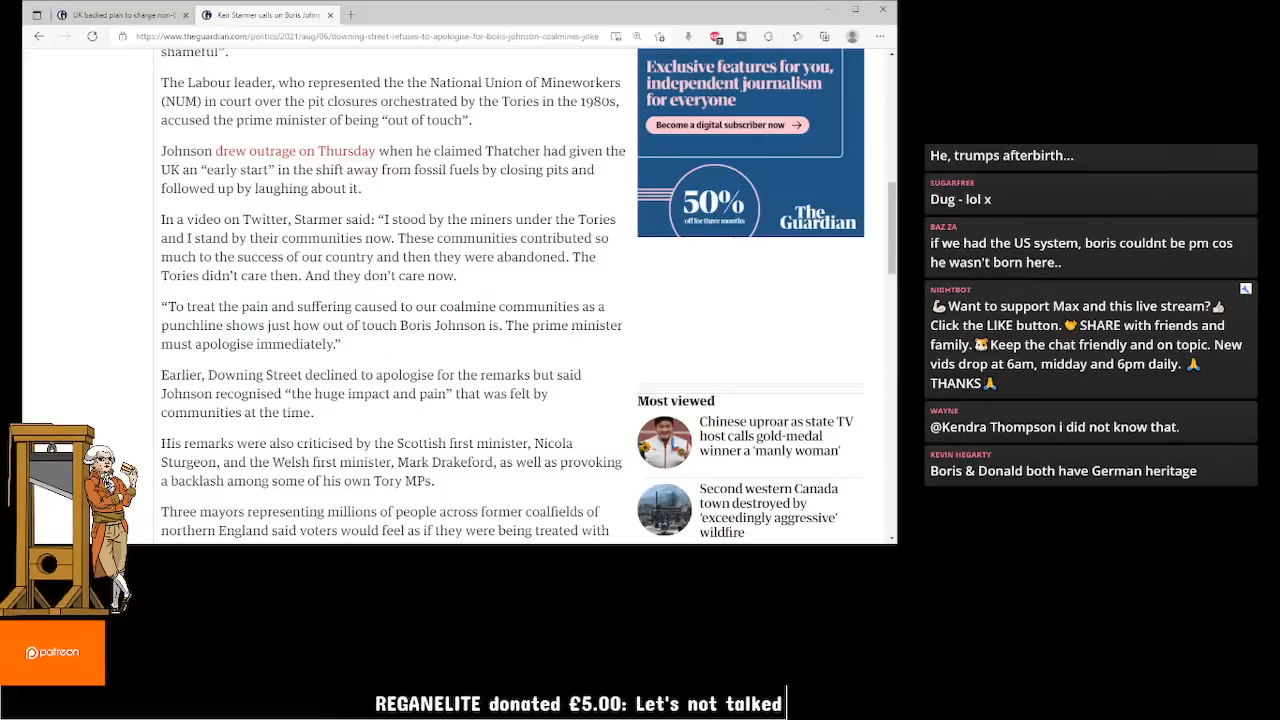 UK backed plan to charge non-E
Keir Starmer calls on Boris Johns
https://www.theguardian.com/politics/2021/aug/06/downing-street-refuses-to-apologise-for-boris-johnson-coalmines-joke
shameful”.
The Labour leader, who represented the the National Union of Mineworkers
(NUM) in court over the pit closures orchestrated by the Tories in the 1980s,
accused the prime minister of being “out of touch”.
Johnson drew outrage on Thursday when he claimed Thatcher had given the
UK an “early start” in the shift away from fossil fuels by closing pits and
followed up by laughing about it.
In a video on Twitter, Starmer said: “I stood by the miners under the Tories
and I stand by their communities now. These communities contributed so
much to the success of our country and then they were abandoned. The
Tories didn’t care then. And they don’t care now.
“To treat the pain and suffering caused to our coalmine communities as a
punchline shows just how out of touch Boris Johnson is. The prime minister
must apologise immediately.”
Earlier, Downing Street declined to apologise for the remarks but said
Johnson recognised “the huge impact and pain” that was felt by
communities at the time.
His remarks were also criticised by the Scottish first minister, Nicola
Sturgeon, and the Welsh first minister, Mark Drakeford, as well as provoking
a backlash among some of his own Tory MPs.
Three mayors representing millions of people across former coalfields of
northern England said voters would feel as if they were being treated with
Exclusive features for you,
independent journalism
for everyone
Become a digital subscriber now
50%
off for three months
The
Guardian
Most viewed
Chinese uproar as state TV
host calls gold-medal
winner a ‘manly woman’
Second western Canada
town destroyed by
‘exceedingly aggressive’
wildfire
He, trumps afterbirth...
SUGARFREE
Dug - lol x
BAZ ZA
if we had the US system, boris couldnt be pm cos
he wasn't born here..
NIGHTBOT
💪Want to support Max and this live stream?👍
Click the LIKE button. 🧡 SHARE with friends and
family. 🐹Keep the chat friendly and on topic. New
vids drop at 6am, midday and 6pm daily. 🙏
THANKS🙏
WAYNE
@Kendra Thompson i did not know that.
KEVIN HEGARTY
Boris & Donald both have German heritage
patreon
REGANELITE donated £5.00: Let's not talked